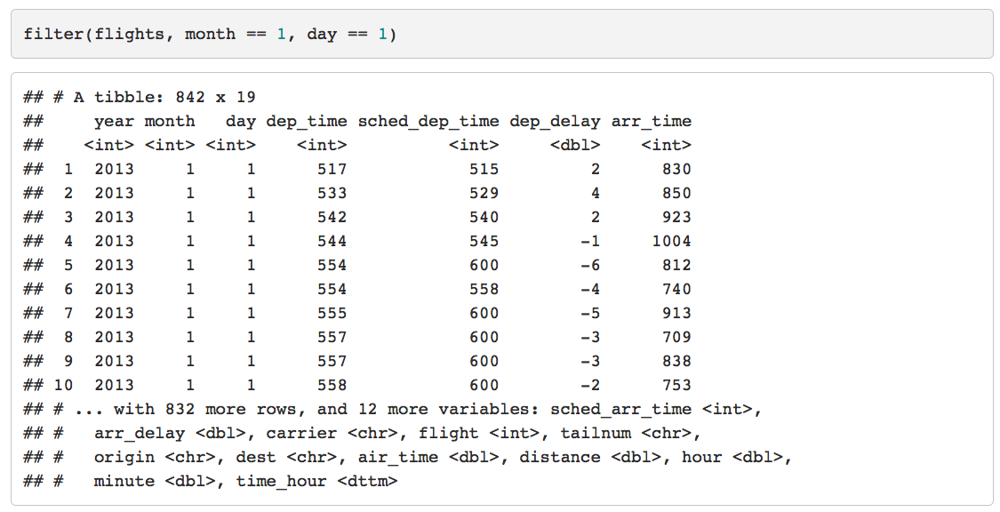 filter(flights, month == 1, day == 1)
## # A tibble: 842 x 19
##     year month   day dep_time sched_dep_time dep_delay arr_time
##    <int> <int> <int>    <int>          <int>     <dbl>    <int>
##  1  2013     1     1      517            515         2      830
##  2  2013     1     1      533            529         4      850
##  3  2013     1     1      542            540         2      923
##  4  2013     1     1      544            545        -1     1004
##  5  2013     1     1      554            600        -6      812
##  6  2013     1     1      554            558        -4      740
##  7  2013     1     1      555            600        -5      913
##  8  2013     1     1      557            600        -3      709
##  9  2013     1     1      557            600        -3      838
## 10  2013     1     1      558            600        -2      753
## # ... with 832 more rows, and 12 more variables: sched_arr_time <int>,
## #   arr_delay <dbl>, carrier <chr>, flight <int>, tailnum <chr>,
## #   origin <chr>, dest <chr>, air_time <dbl>, distance <dbl>, hour <dbl>,
## #   minute <dbl>, time_hour <dttm>